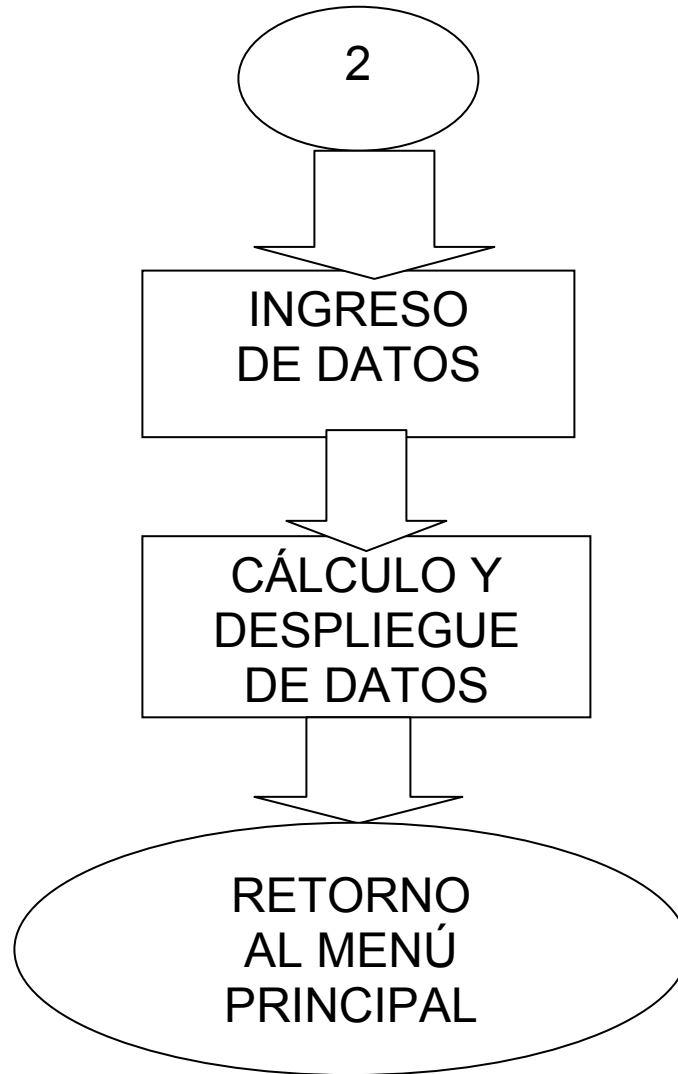 2
INGRESO
DE DATOS
CÁLCULO Y
DESPLIEGUE
DE DATOS
RETORNO
AL MENÚ
PRINCIPAL